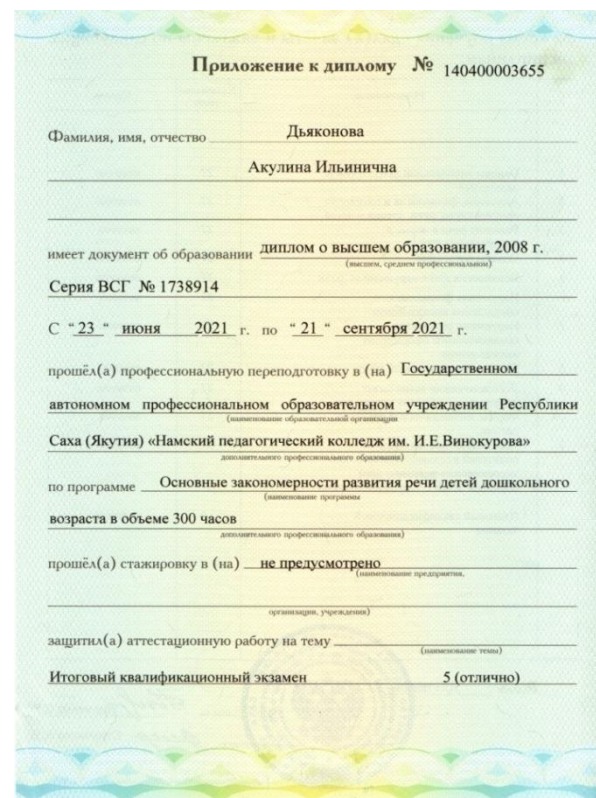 Приложение к диплому № 140400003655
Фамилия, имя, отчество Дьяконова
Акулина Ильинична
имеет документ об образовании диплом о высшем образовании, 2008 г.
(высшем, среднем профессиональном)
Серия ВСГ № 1738914
С “ 23 “ июня 2021 г. по “ 21 “ сентября 2021 г.
прошёл(а) профессиональную переподготовку в (на) Государственном
автономном профессиональном образовательном учреждении Республики
(наименование образовательной организации
Саха (Якутия) «Намский педагогический колледж им. И.Е.Винокурова»
дополнительного профессионального образования)
по программе Основные закономерности развития речи детей дошкольного
(наименование программы
возраста в объеме 300 часов
дополнительного профессионального образования)
прошёл(а) стажировку в (на) не предусмотрено
(наименование предприятия,
организации, учреждения)
защитил(а) аттестационную работу на тему
(наименование темы)
Итоговый квалификационный экзамен 5 (отлично)